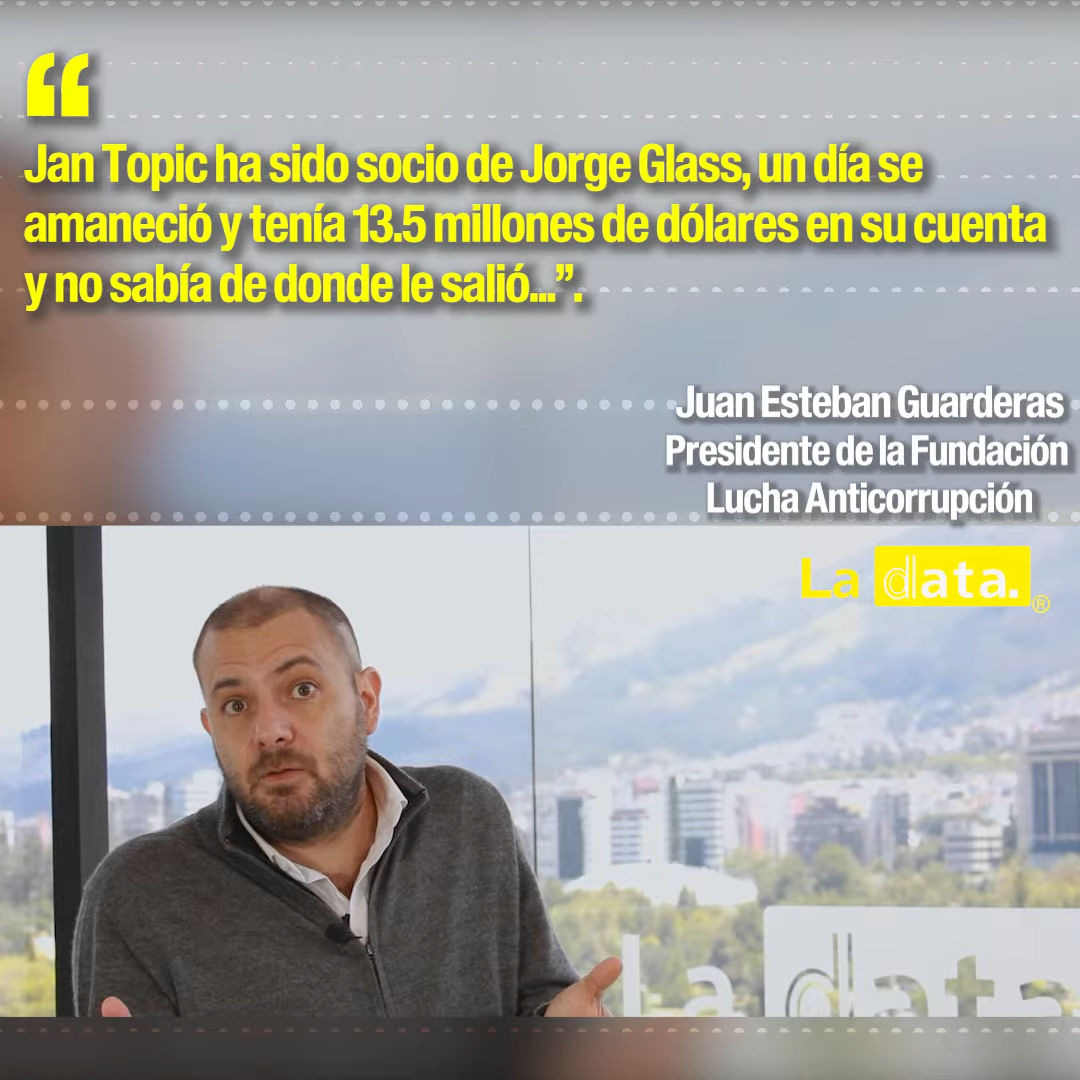 “
Jan Topic ha sido socio de Jorge Glass, un día se
amaneció y tenía 13.5 millones de dólares en su cuenta
y no sabía de donde le salió...”.
Juan Esteban Guarderas
Presidente de la Fundación
Lucha Anticorrupción
La data.®
La data